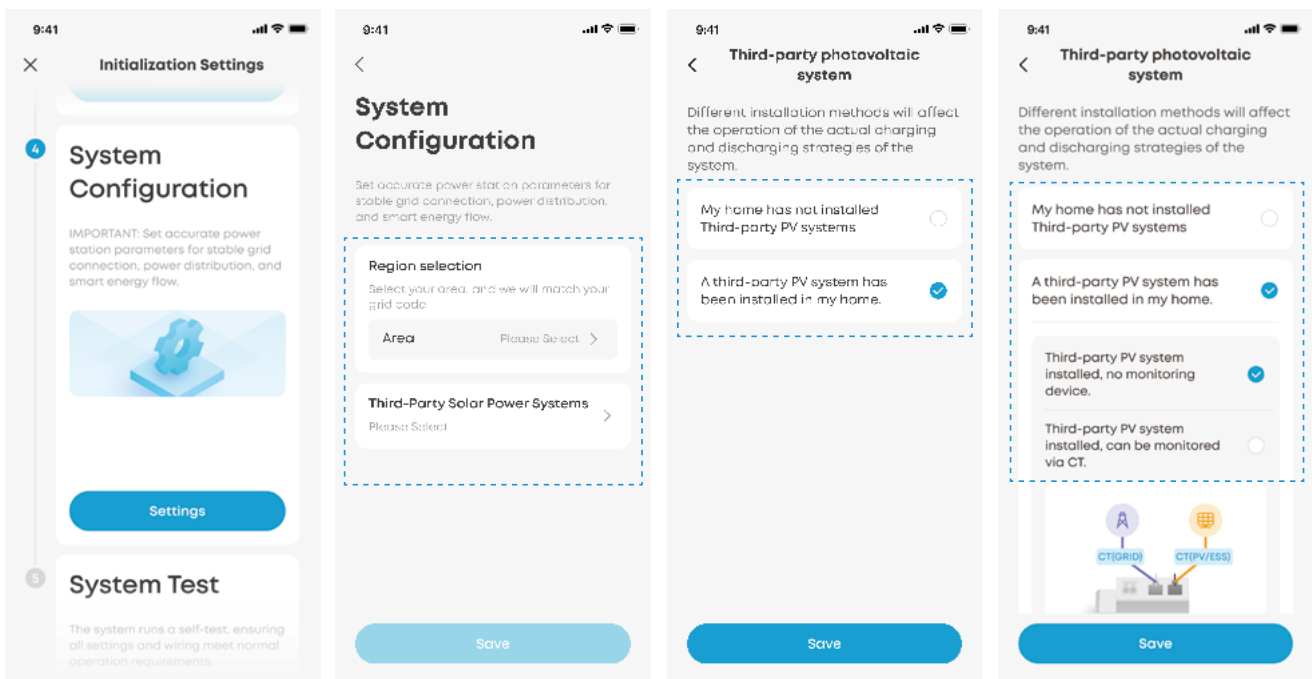 9:41
Initialization Settings
4
System
Configuration
IMPORTANT: Set accurate power
station parameters for stable grid
connection, power distribution, and
smart energy flow.
Settings
5
System Test
The system runs a self-test, ensuring
all settings and wiring meet normal
operation requirements.
9:41
System
Configuration
Set accurate power station parameters for
stable grid connection, power distribution,
and smart energy flow.
Region selection
Select your area, and we will match your
grid code.
Area
Please Select
Third-Party Solar Power Systems
Please Select
Save
9:41
Third-party photovoltaic
system
Different installation methods will affect
the operation of the actual charging
and discharging strategies of the
system.
My home has not installed
Third-party PV systems
A third-party PV system has
been installed in my home.
Save
9:41
Third-party photovoltaic
system
Different installation methods will affect
the operation of the actual charging
and discharging strategies of the
system.
My home has not installed
Third-party PV systems
A third-party PV system has
been installed in my home.
Third-party PV system
installed, no monitoring
device.
Third-party PV system
installed, can be monitored
via CT.
CT(GRID)
CT(PV/ESS)
Save